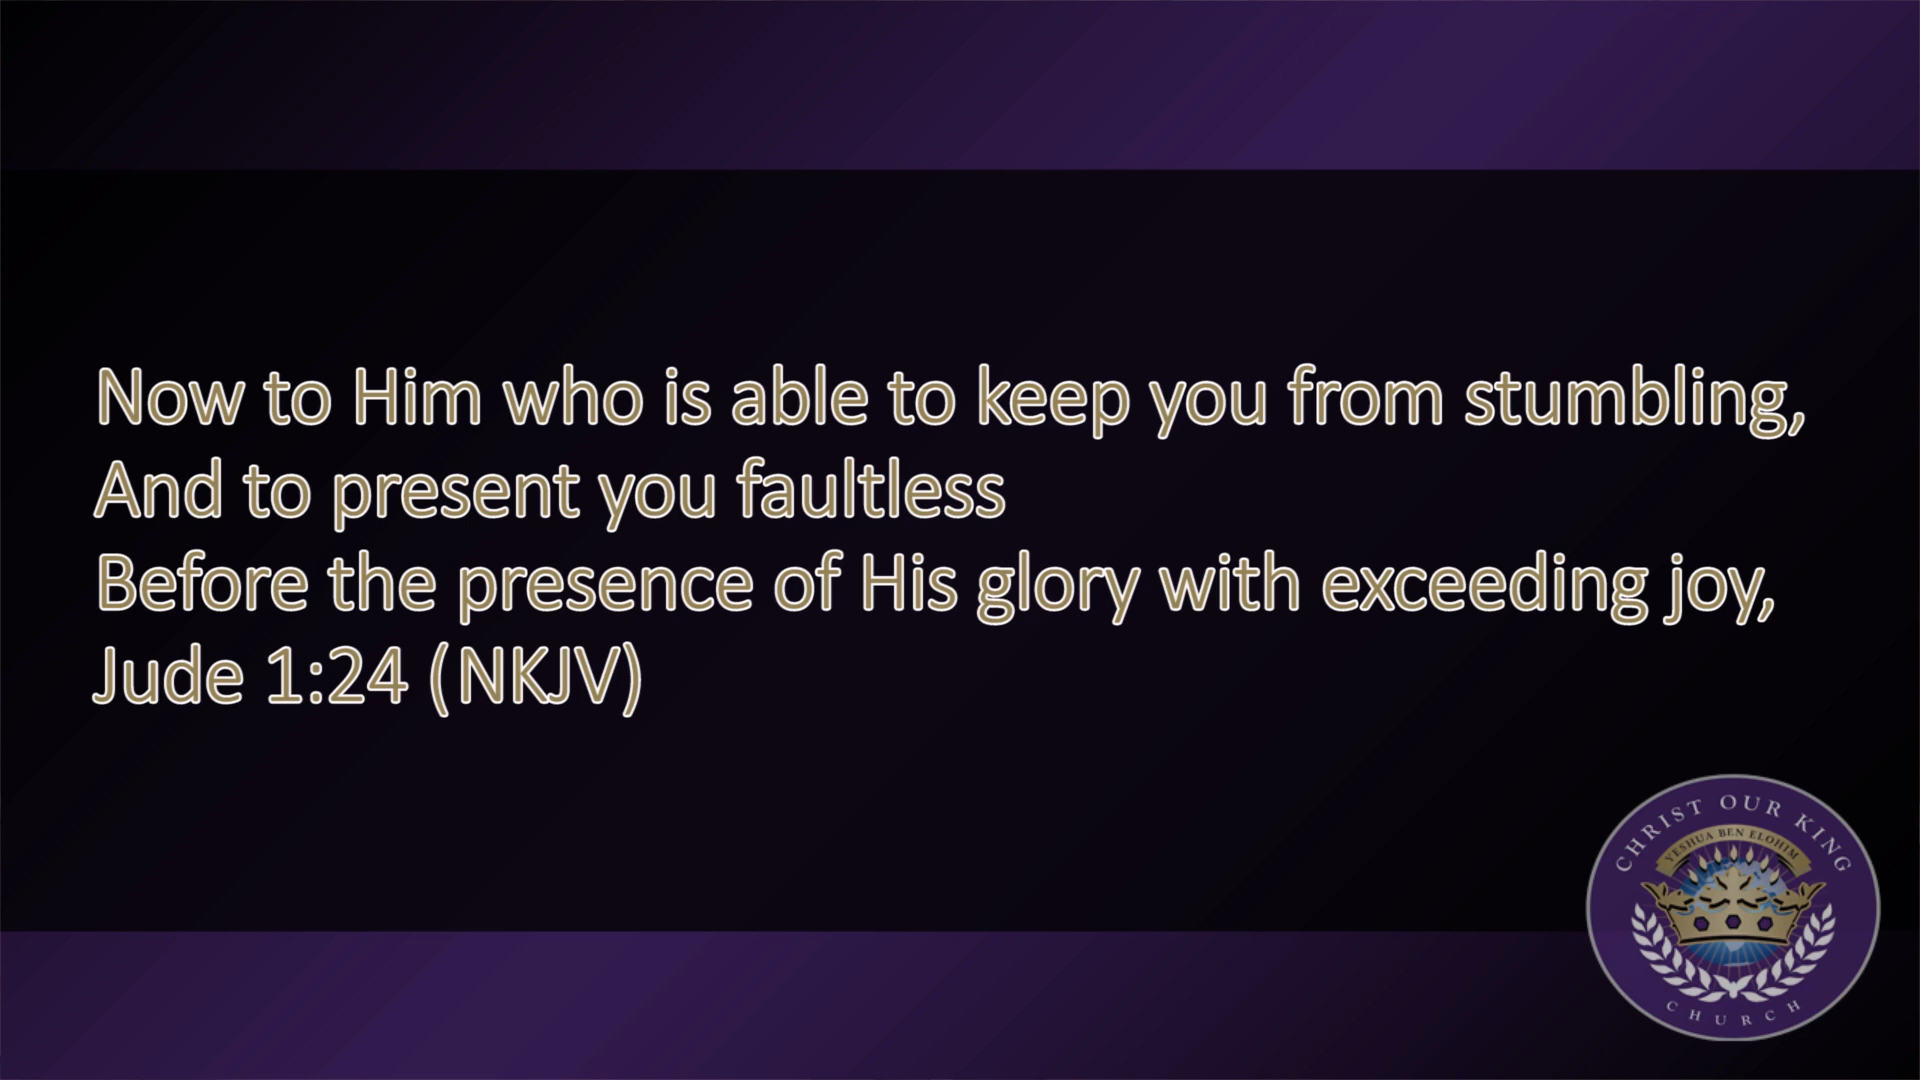 Now to Him who is able to keep you from stumbling,
And to present you faultless
Before the presence of His glory with exceeding joy,
Jude 1:24 (NKJV)
CHRIST OUR KING
YESHUA BEN ELOHIM
CHURCH